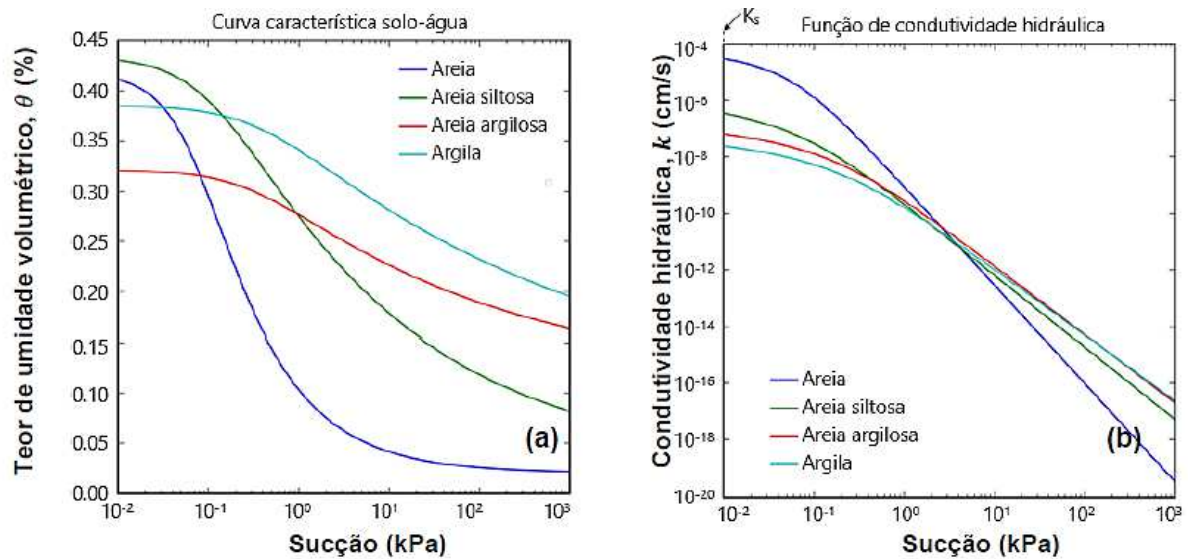 Curva característica solo-água
Teor de umidade volumétrico, θ (%)
0.45
0.40
0.35
0.30
0.25
0.20
0.15
0.10
0.05
0.00
Areia
Areia siltosa
Areia argilosa
Argila
(a)
10⁻²
10⁻¹
10⁰
10¹
10²
10³
Sucção (kPa)
Kₛ
Função de condutividade hidráulica
Condutividade hidráulica, k (cm/s)
10⁻⁴
10⁻⁶
10⁻⁸
10⁻¹⁰
10⁻¹²
10⁻¹⁴
10⁻¹⁶
10⁻¹⁸
10⁻²⁰
Areia
Areia siltosa
Areia argilosa
Argila
(b)
10⁻²
10⁻¹
10⁰
10¹
10²
10³
Sucção (kPa)